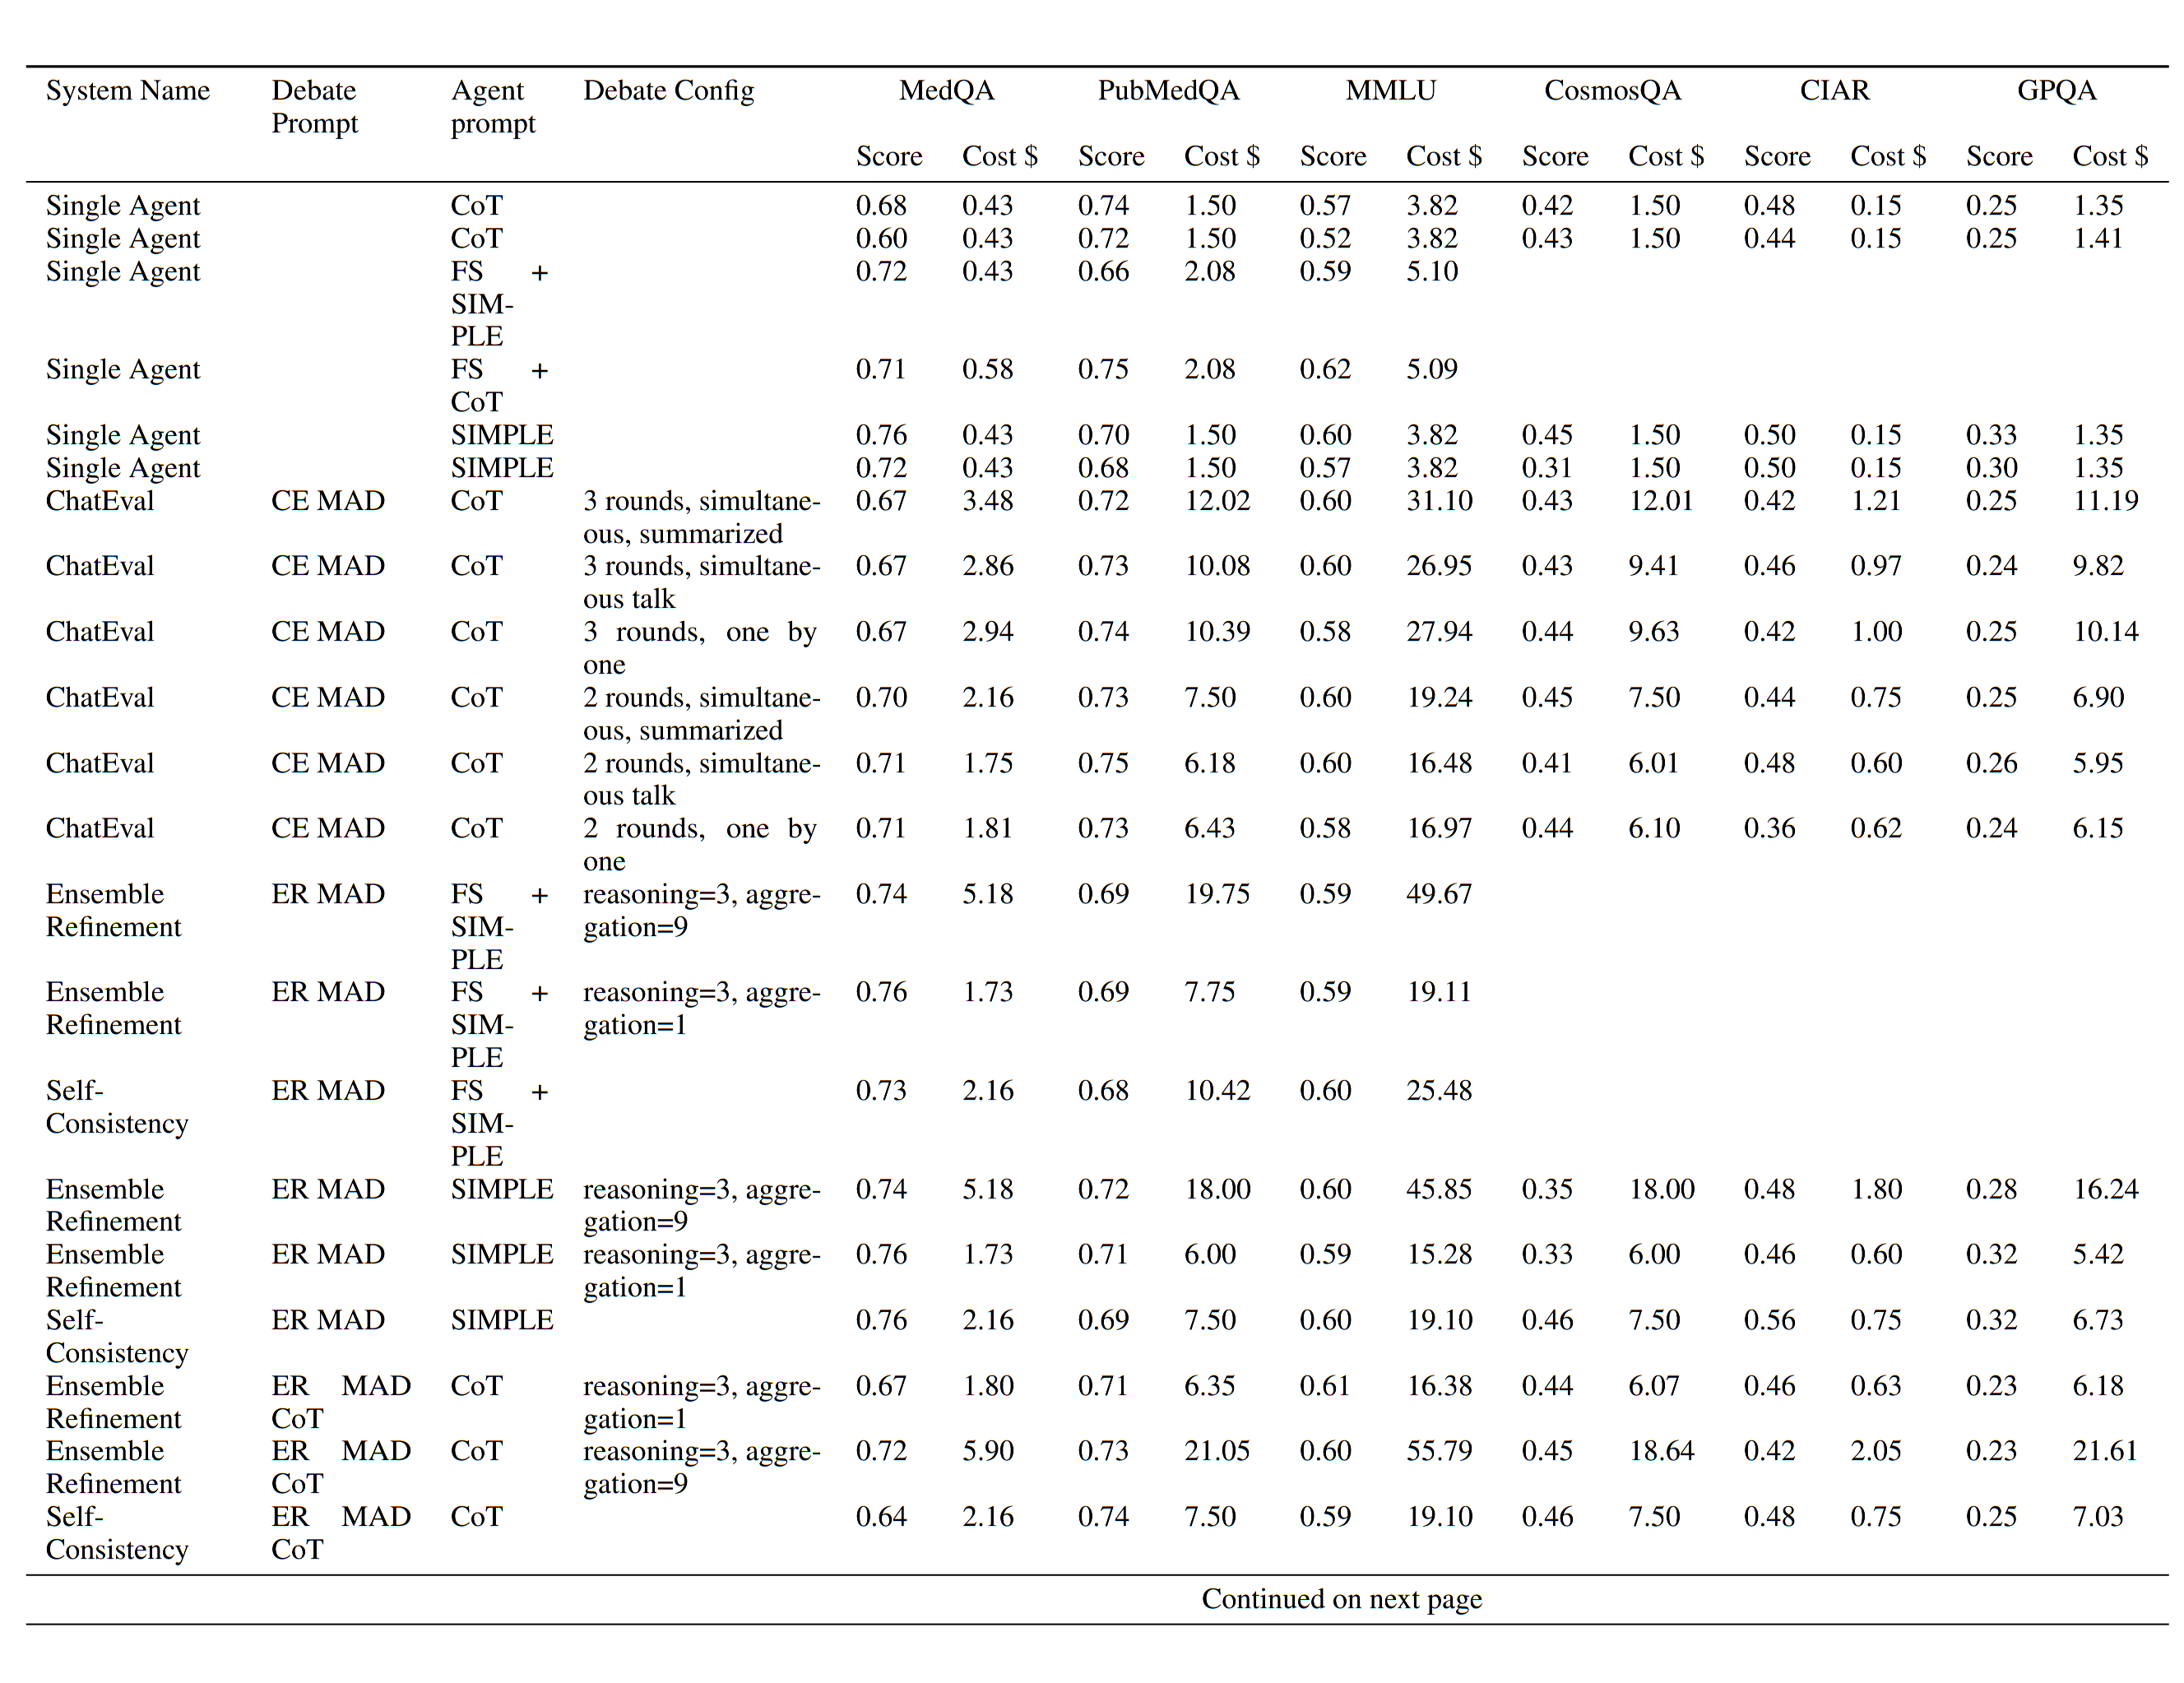 System Name Debate Agent Debate Config MedQA PubMedQA MMLU CosmosQA CIAR GPQA
Prompt prompt
Score Cost $ Score Cost $ Score Cost $ Score Cost $ Score Cost $ Score Cost $
Single Agent CoT 0.68 0.43 0.74 1.50 0.57 3.82 0.42 1.50 0.48 0.15 0.25 1.35
Single Agent CoT 0.60 0.43 0.72 1.50 0.52 3.82 0.43 1.50 0.44 0.15 0.25 1.41
Single Agent FS + 0.72 0.43 0.66 2.08 0.59 5.10
SIM-
PLE
Single Agent FS + 0.71 0.58 0.75 2.08 0.62 5.09
CoT
Single Agent SIMPLE 0.76 0.43 0.70 1.50 0.60 3.82 0.45 1.50 0.50 0.15 0.33 1.35
Single Agent SIMPLE 0.72 0.43 0.68 1.50 0.57 3.82 0.31 1.50 0.50 0.15 0.30 1.35
ChatEval CE MAD CoT 3 rounds, simultane- 0.67 3.48 0.72 12.02 0.60 31.10 0.43 12.01 0.42 1.21 0.25 11.19
ous, summarized
ChatEval CE MAD CoT 3 rounds, simultane- 0.67 2.86 0.73 10.08 0.60 26.95 0.43 9.41 0.46 0.97 0.24 9.82
ous talk
ChatEval CE MAD CoT 3 rounds, one by 0.67 2.94 0.74 10.39 0.58 27.94 0.44 9.63 0.42 1.00 0.25 10.14
one
ChatEval CE MAD CoT 2 rounds, simultane- 0.70 2.16 0.73 7.50 0.60 19.24 0.45 7.50 0.44 0.75 0.25 6.90
ous, summarized
ChatEval CE MAD CoT 2 rounds, simultane- 0.71 1.75 0.75 6.18 0.60 16.48 0.41 6.01 0.48 0.60 0.26 5.95
ous talk
ChatEval CE MAD CoT 2 rounds, one by 0.71 1.81 0.73 6.43 0.58 16.97 0.44 6.10 0.36 0.62 0.24 6.15
one
Ensemble ER MAD FS + reasoning=3, aggre- 0.74 5.18 0.69 19.75 0.59 49.67
Refinement SIM- gation=9
PLE
Ensemble ER MAD FS + reasoning=3, aggre- 0.76 1.73 0.69 7.75 0.59 19.11
Refinement SIM- gation=1
PLE
Self- ER MAD FS + 0.73 2.16 0.68 10.42 0.60 25.48
Consistency SIM-
PLE
Ensemble ER MAD SIMPLE reasoning=3, aggre- 0.74 5.18 0.72 18.00 0.60 45.85 0.35 18.00 0.48 1.80 0.28 16.24
Refinement gation=9
Ensemble ER MAD SIMPLE reasoning=3, aggre- 0.76 1.73 0.71 6.00 0.59 15.28 0.33 6.00 0.46 0.60 0.32 5.42
Refinement gation=1
Self- ER MAD SIMPLE 0.76 2.16 0.69 7.50 0.60 19.10 0.46 7.50 0.56 0.75 0.32 6.73
Consistency
Ensemble ER MAD CoT reasoning=3, aggre- 0.67 1.80 0.71 6.35 0.61 16.38 0.44 6.07 0.46 0.63 0.23 6.18
Refinement CoT gation=1
Ensemble ER MAD CoT reasoning=3, aggre- 0.72 5.90 0.73 21.05 0.60 55.79 0.45 18.64 0.42 2.05 0.23 21.61
Refinement CoT gation=9
Self- ER MAD CoT 0.64 2.16 0.74 7.50 0.59 19.10 0.46 7.50 0.48 0.75 0.25 7.03
Consistency CoT
Continued on next page